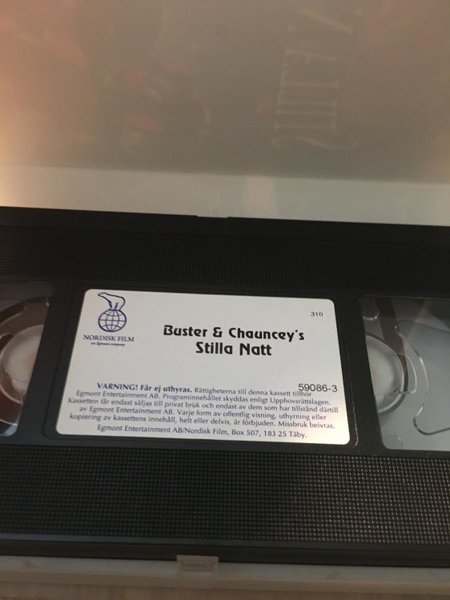 310
NORDISK FILM
an Egmont company
Buster & Chauncey's
Stilla Natt
59086-3
VARNING! Får ej uthyras. Rättigheterna till denna kassett tillhör
Egmont Entertainment AB. Programinnehållet skyddas enligt Upphovsrättslagen.
Kassetten får endast säljas till privat bruk och endast av dem som har tillstånd därtill
av Egmont Entertainment AB. Varje form av offentlig visning, uthyrning eller
kopiering av kassettens innehåll, helt eller delvis, är förbjuden. Missbruk beivras.
Egmont Entertainment AB/Nordisk Film, Box 507, 183 25 Täby.